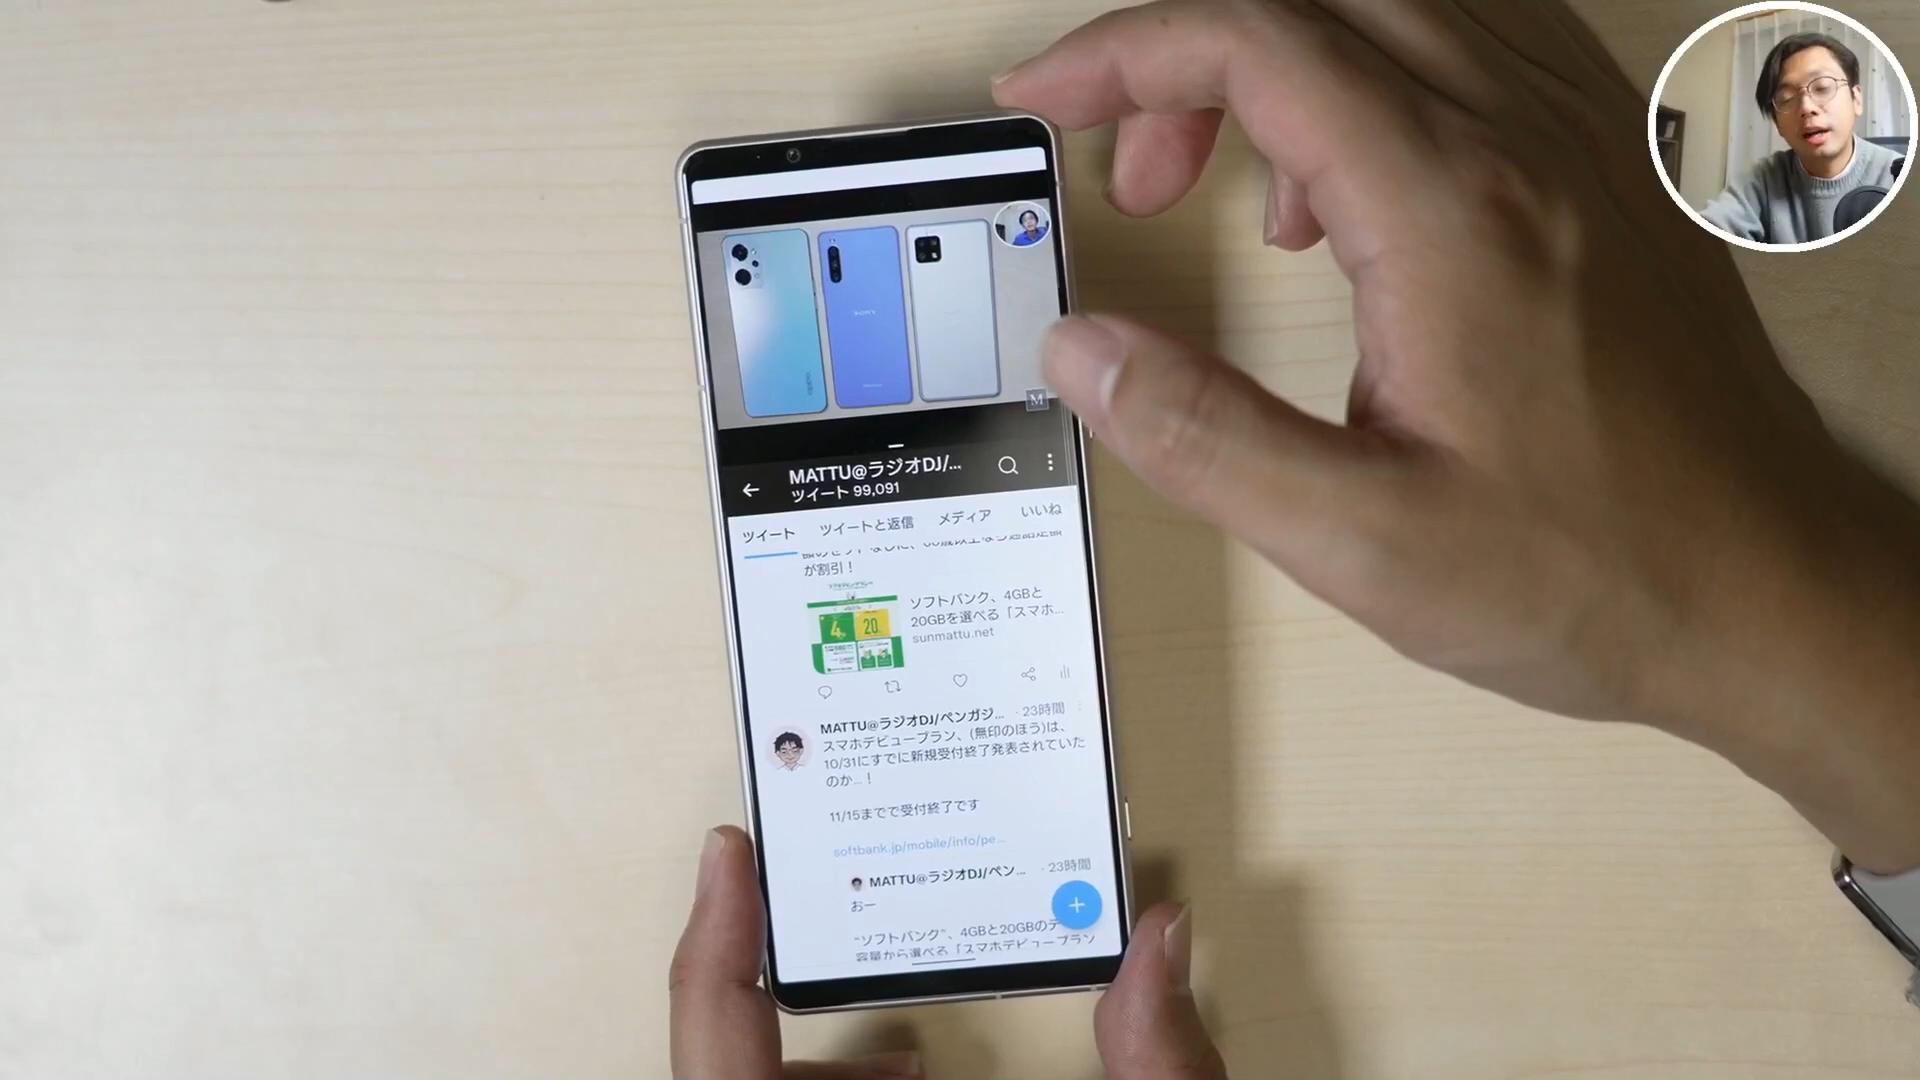 SONY
oppo
M
MATTU@ラジオDJ/...
ツイート 99,091
ツイート
ツイートと返信
メディア
いいね
が割引！
4
20
ソフトバンク、4GBと
20GBを選べる「スマホ...
sunmattu.net
MATTU@ラジオDJ/ペンガジ... · 23時間
スマホデビュープラン、(無印のほう)は、
10/31にすでに新規受付終了発表されていた
のか…！
11/15までで受付終了です
softbank.jp/mobile/info/pe...
MATTU@ラジオDJ/ペン... · 23時間
おー
“ソフトバンク”、4GBと20GBのデ
容量から選べる「スマホデビュープラン